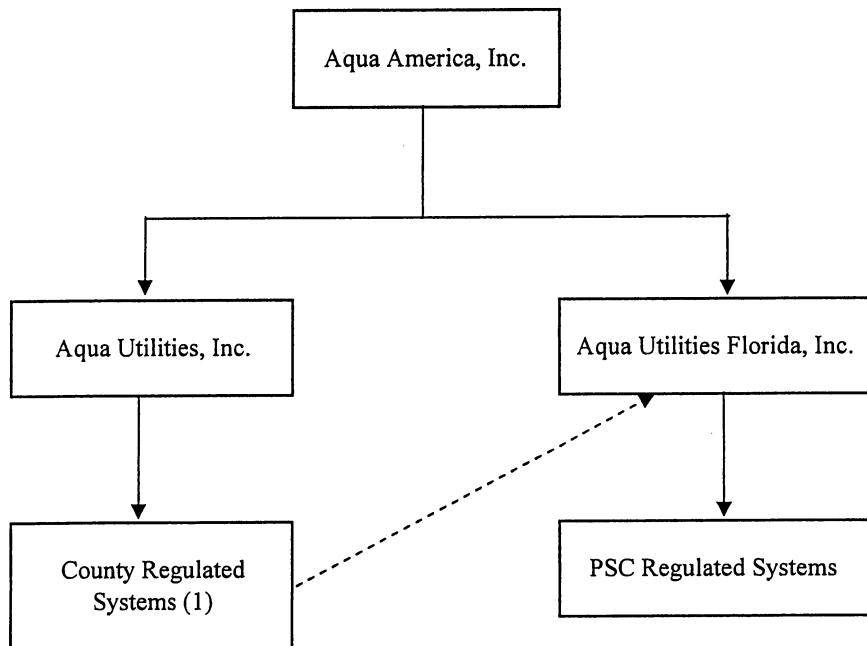 Aqua America, Inc.
Aqua Utilities, Inc.
Aqua Utilities Florida, Inc.
County Regulated
Systems (1)
PSC Regulated Systems